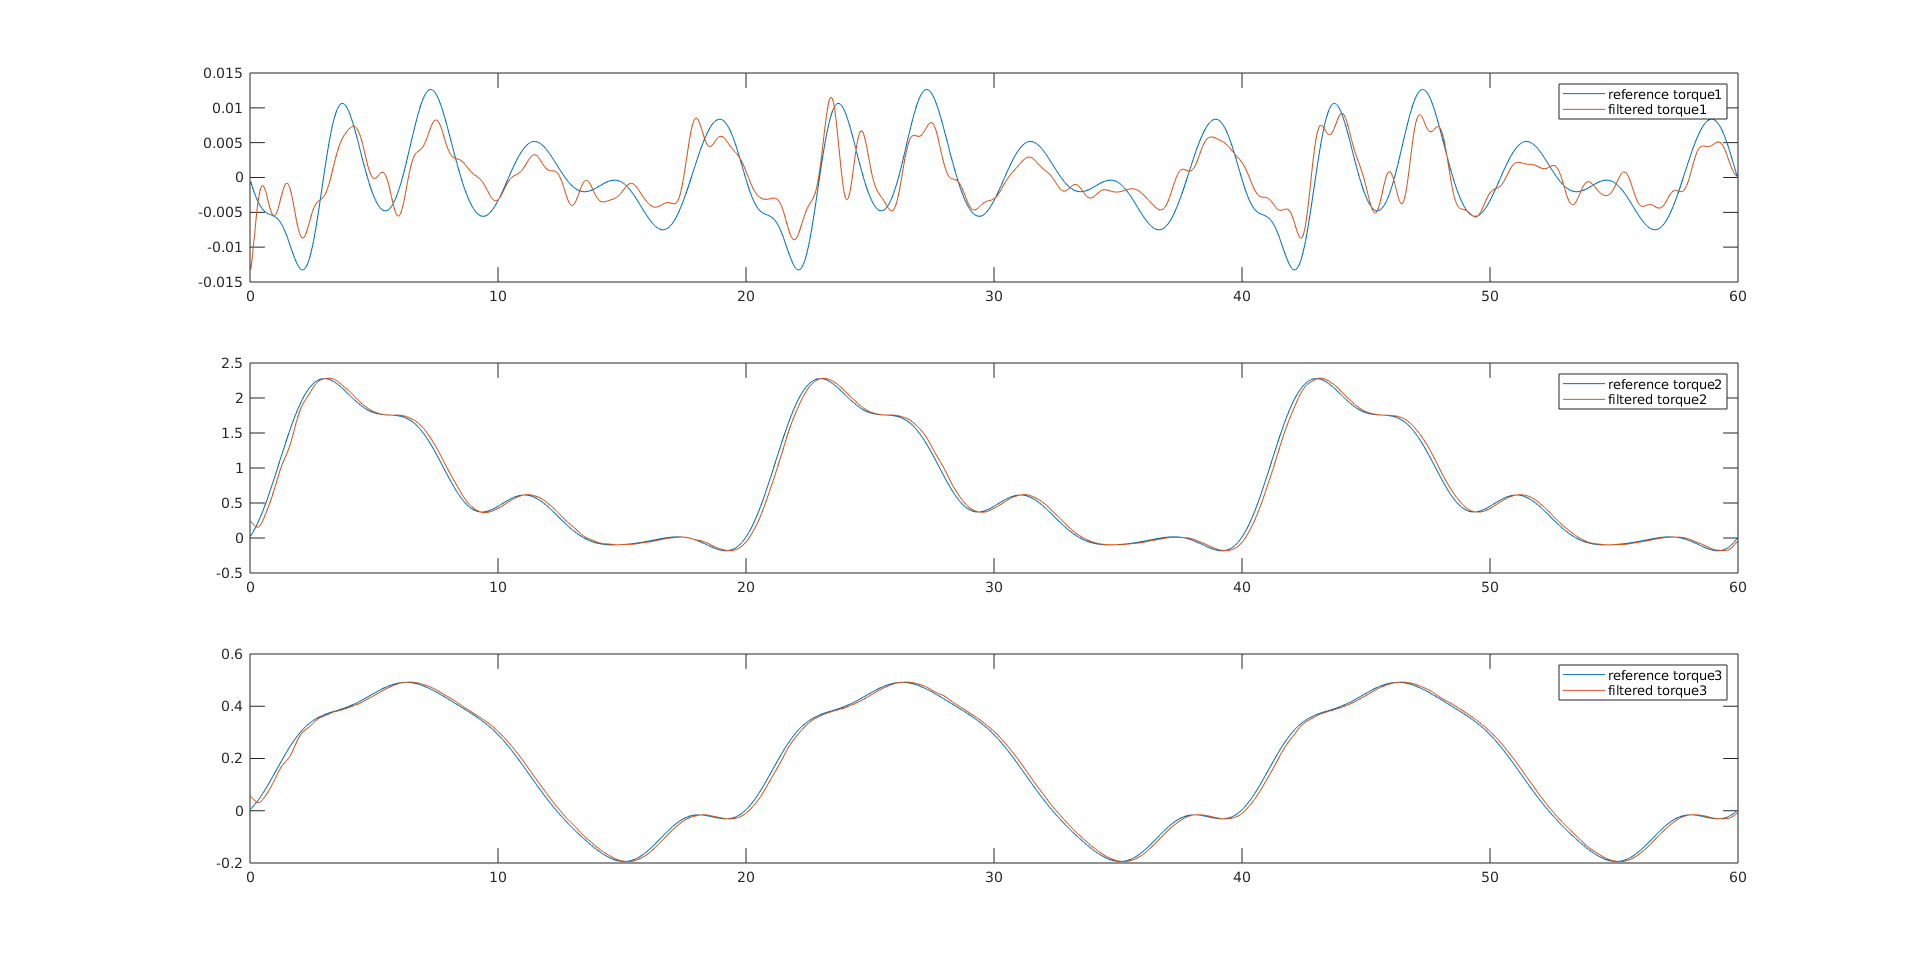 0.015
0.01
0.005
0
-0.005
-0.01
-0.015
0 10 20 30 40 50 60
reference torque1
filtered torque1
2.5
2
1.5
1
0.5
0
-0.5
0 10 20 30 40 50 60
reference torque2
filtered torque2
0.6
0.4
0.2
0
-0.2
0 10 20 30 40 50 60
reference torque3
filtered torque3